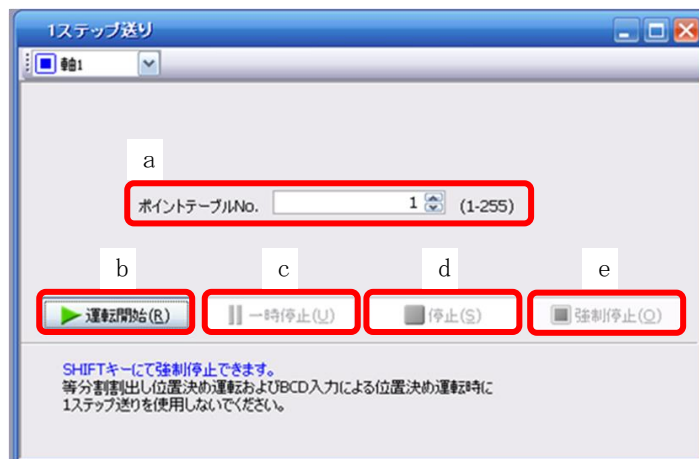 1ステップ送り
軸1
a
ポイントテーブルNo. 1 (1-255)
b c d e
運転開始(R) 一時停止(U) 停止(S) 強制停止(O)
SHIFTキーにて強制停止できます。
等分割割出し位置決め運転およびBCD入力による位置決め運転時に
1ステップ送りを使用しないでください。